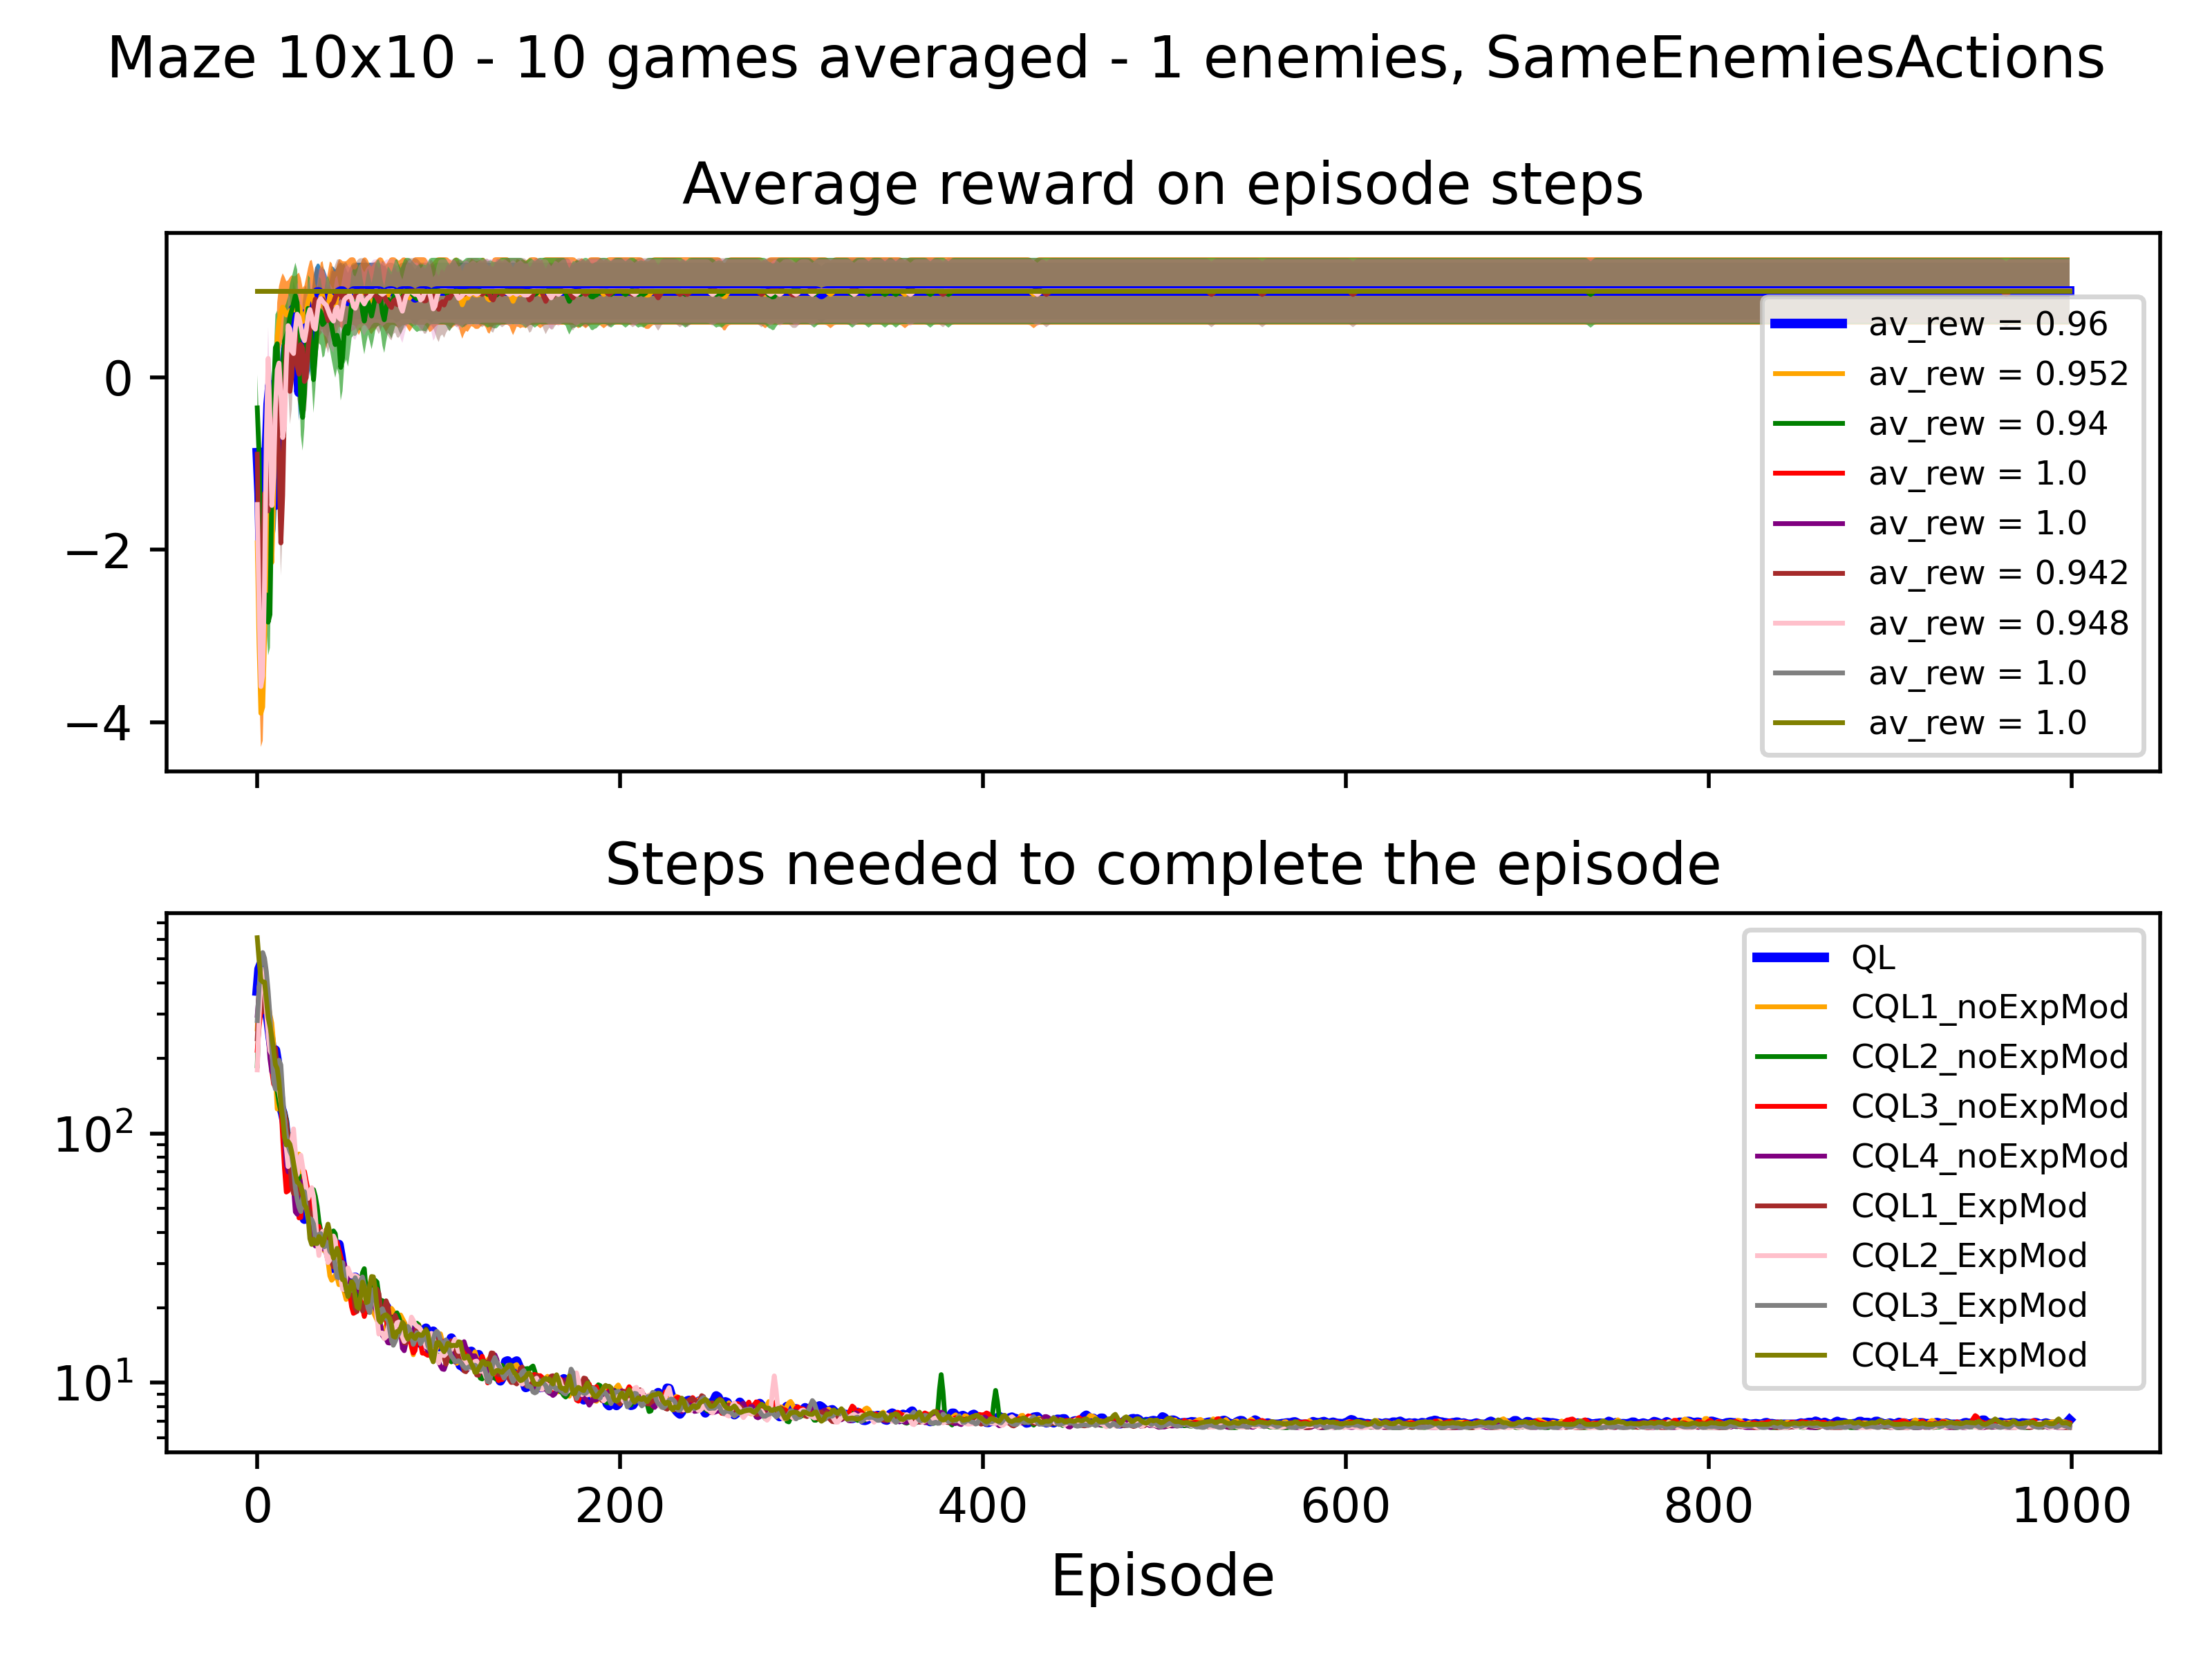 Maze 10x10 - 10 games averaged - 1 enemies, SameEnemiesActions
Average reward on episode steps
0
−2
−4
av_rew = 0.96
av_rew = 0.952
av_rew = 0.94
av_rew = 1.0
av_rew = 1.0
av_rew = 0.942
av_rew = 0.948
av_rew = 1.0
av_rew = 1.0
Steps needed to complete the episode
10²
10¹
QL
CQL1_noExpMod
CQL2_noExpMod
CQL3_noExpMod
CQL4_noExpMod
CQL1_ExpMod
CQL2_ExpMod
CQL3_ExpMod
CQL4_ExpMod
0 200 400 600 800 1000
Episode